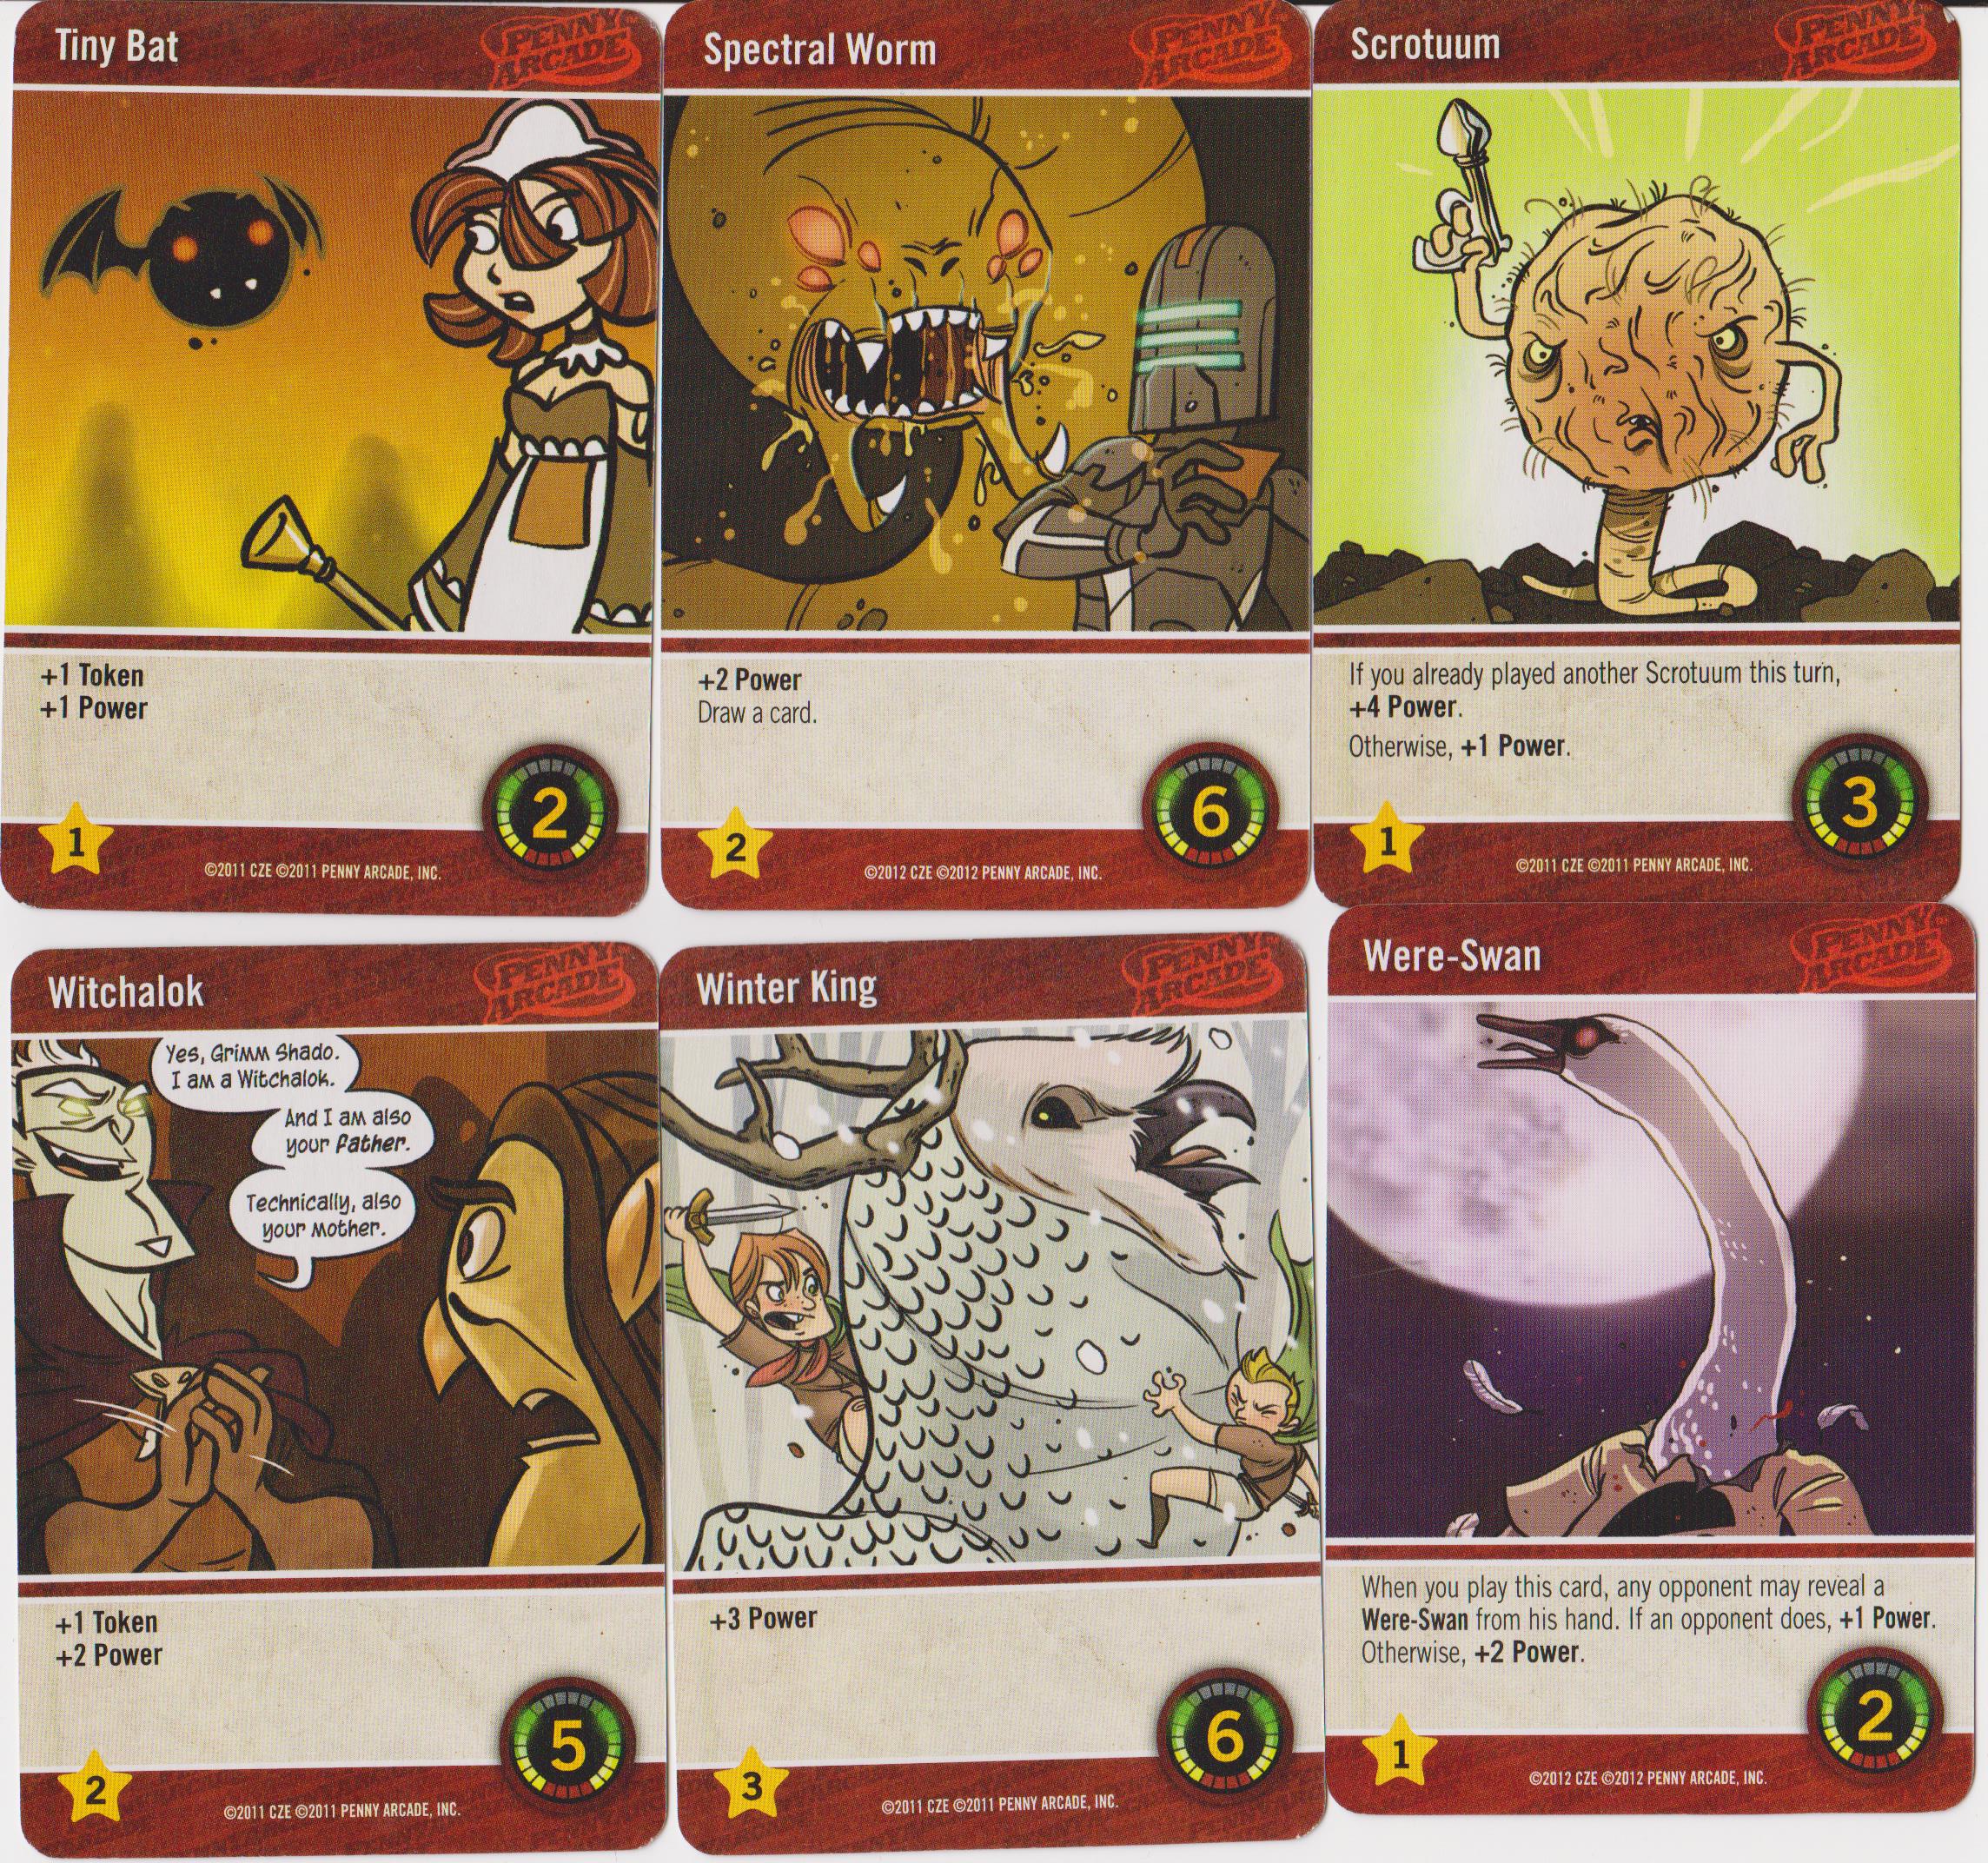 Tiny Bat
PENNY
ARCADE
+1 Token
+1 Power
1
2
©2011 CZE ©2011 PENNY ARCADE, INC.
Spectral Worm
PENNY
ARCADE
+2 Power
Draw a card.
2
6
©2012 CZE ©2012 PENNY ARCADE, INC.
Scrotuum
PENNY
ARCADE
If you already played another Scrotuum this turn,
+4 Power.
Otherwise, +1 Power.
1
3
©2011 CZE ©2011 PENNY ARCADE, INC.
Witchalok
PENNY
ARCADE
Yes, Grimm Shado.
I am a Witchalok.
And I am also
your father.
Technically, also
your mother.
+1 Token
+2 Power
2
5
©2011 CZE ©2011 PENNY ARCADE, INC.
Winter King
PENNY
ARCADE
+3 Power
3
6
©2011 CZE ©2011 PENNY ARCADE, INC.
Were-Swan
PENNY
ARCADE
When you play this card, any opponent may reveal a
Were-Swan from his hand. If an opponent does, +1 Power.
Otherwise, +2 Power.
1
2
©2012 CZE ©2012 PENNY ARCADE, INC.